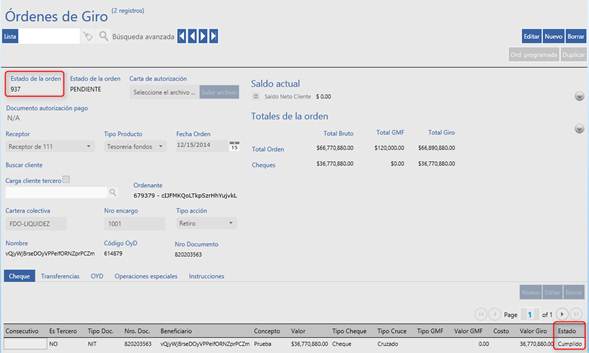 Órdenes de Giro [2 registros]
Lista
Búsqueda avanzada
Editar Nuevo Borrar
Ord. programada Duplicar
Estado de la orden Estado de la orden Carta de autorización
937 PENDIENTE Seleccione el archivo ... Subir archivo
Saldo actual
Saldo Neto Cliente $ 0.00
Documento autorización pago
N/A
Totales de la orden
Receptor Tipo Producto Fecha Orden
Receptor de 111 Tesoreria fondos 12/15/2014 15
Total Bruto Total GMF Total Giro
Total Orden $66,770,880.00 $120,000.00 $66,890,880.00
Cheques $36,770,880.00 $0.00 $36,770,880.00
Buscar cliente
Carga cliente tercero
Ordenante
Cartera colectiva Nro encargo Tipo acción
FDO-LIQUIDEZ 1001 Retiro
Nombre Código OyD Nro Documento
614879 820203563
Cheque Transferencias OYD Operaciones especiales Instrucciones
Nuevo Editar Borrar
Page 1 of 1
Consecutivo Es Tercero Tipo Doc. Nro. Doc. Beneficiario Concepto Valor Tipo Cheque Tipo Cruce Tipo GMF Valor GMF Costo Valor Giro Estado
NO NIT 820203563 Prueba $36,770,880.00 Cheque Cruzado 0.00 36,770,880.00 Cumplido